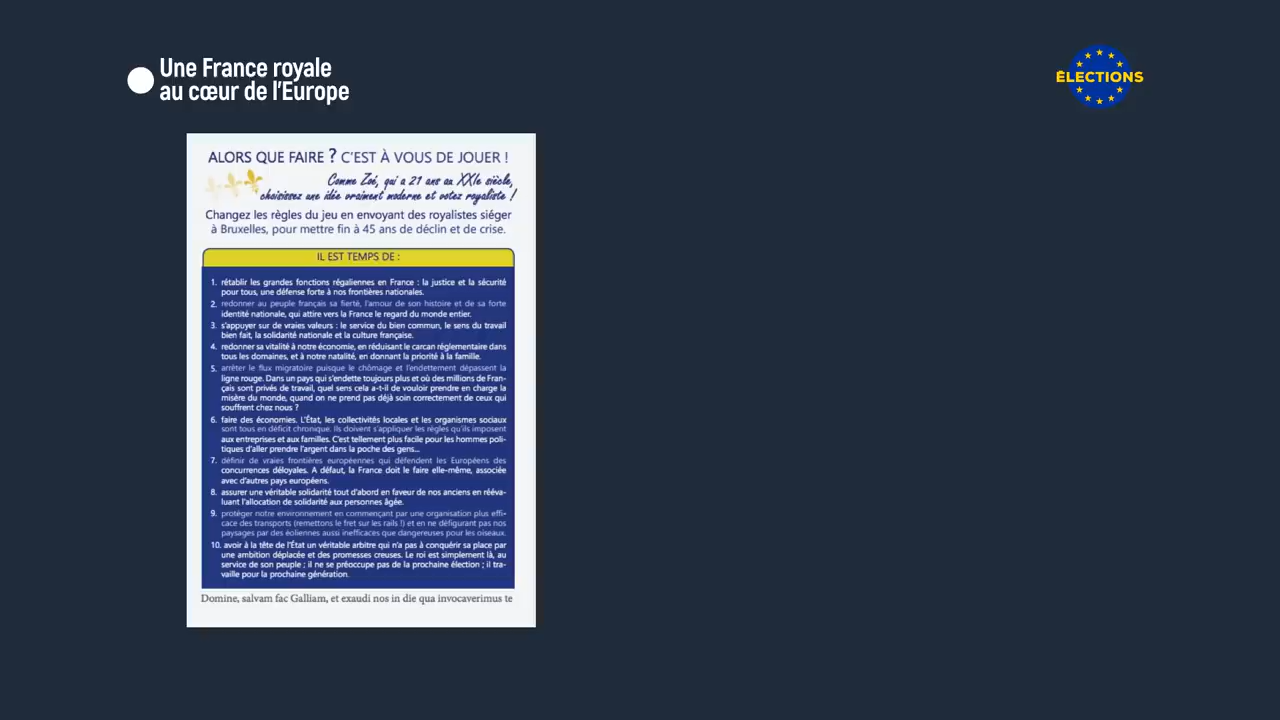 Une France royale
au cœur de l'Europe
ÉLECTIONS
ALORS QUE FAIRE ? C'EST À VOUS DE JOUER !
Comme Zoé, qui a 21 ans au XXIe siècle,
choisissez une idée vraiment moderne et votez royaliste !
Changez les règles du jeu en envoyant des royalistes siéger
à Bruxelles, pour mettre fin à 45 ans de déclin et de crise.
IL EST TEMPS DE :
1. rétablir les grandes fonctions régaliennes en France : la justice et la sécurité
pour tous, une défense forte à nos frontières nationales.
2. redonner au peuple français sa fierté, l'amour de son histoire et de sa forte
identité nationale, qui attire vers la France le regard du monde entier.
3. s'appuyer sur de vraies valeurs : le service du bien commun, le sens du travail
bien fait, la solidarité nationale et la culture française.
4. redonner sa vitalité à notre économie, en réduisant le carcan réglementaire dans
tous les domaines, et à notre natalité, en donnant la priorité à la famille.
5. arrêter le flux migratoire puisque le chômage et l'endettement dépassent la
ligne rouge. Dans un pays qui s'endette toujours plus et où des millions de Fran-
çais sont privés de travail, quel sens cela a-t-il de vouloir prendre en charge la
misère du monde, quand on ne prend pas déjà soin correctement de ceux qui
souffrent chez nous ?
6. faire des économies. L'État, les collectivités locales et les organismes sociaux
sont tous en déficit chronique. Ils doivent s'appliquer les règles qu'ils imposent
aux entreprises et aux familles. C'est tellement plus facile pour les hommes poli-
tiques d'aller prendre l'argent dans la poche des gens...
7. définir de vraies frontières européennes qui défendent les Européens des
concurrences déloyales. A défaut, la France doit le faire elle-même, associée
avec d'autres pays européens.
8. assurer une véritable solidarité tout d'abord en faveur de nos anciens en rééva-
luant l'allocation de solidarité aux personnes âgée.
9. protéger notre environnement en commençant par une organisation plus effi-
cace des transports (remettons le fret sur les rails !) et en ne défigurant pas nos
paysages par des éoliennes aussi inefficaces que dangereuses pour les oiseaux.
10. avoir à la tête de l'État un véritable arbitre qui n'a pas à conquérir sa place par
une ambition déplacée et des promesses creuses. Le roi est simplement là, au
service de son peuple ; il ne se préoccupe pas de la prochaine élection ; il tra-
vaille pour la prochaine génération.
Domine, salvam fac Galliam, et exaudi nos in die qua invocaverimus te